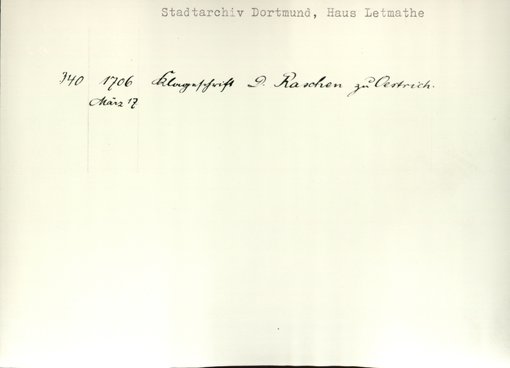 Stadtarchiv Dortmund, Haus Letmathe
940 1706 Klageschrift D. Raschen zu Oestrich.
März 17